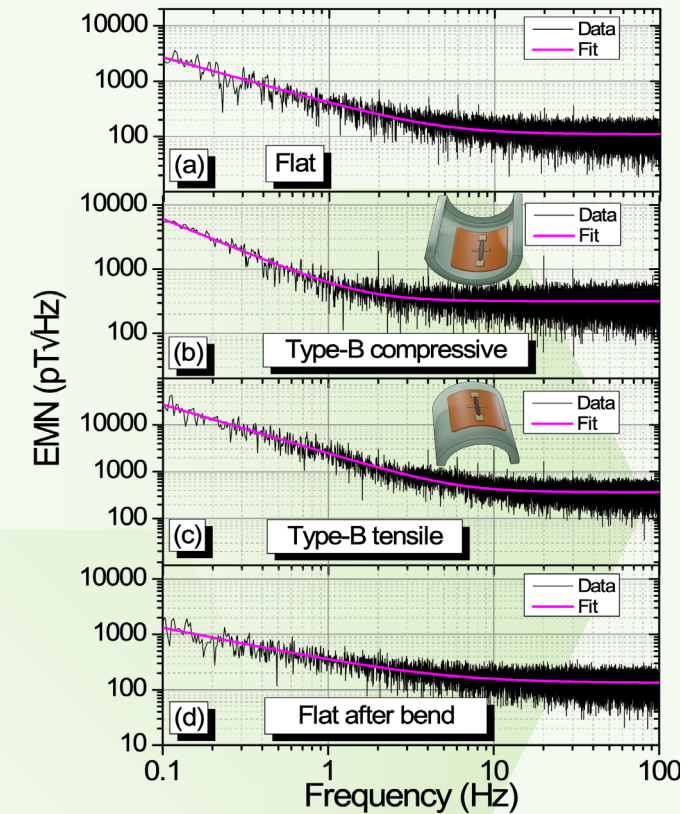 EMN (pT√Hz)
10000
1000
100
Data
Fit
(a)
Flat
10000
1000
100
Data
Fit
(b)
Type-B compressive
10000
1000
100
Data
Fit
(c)
Type-B tensile
10000
1000
100
10
Data
Fit
(d)
Flat after bend
0.1 1 10 100
Frequency (Hz)